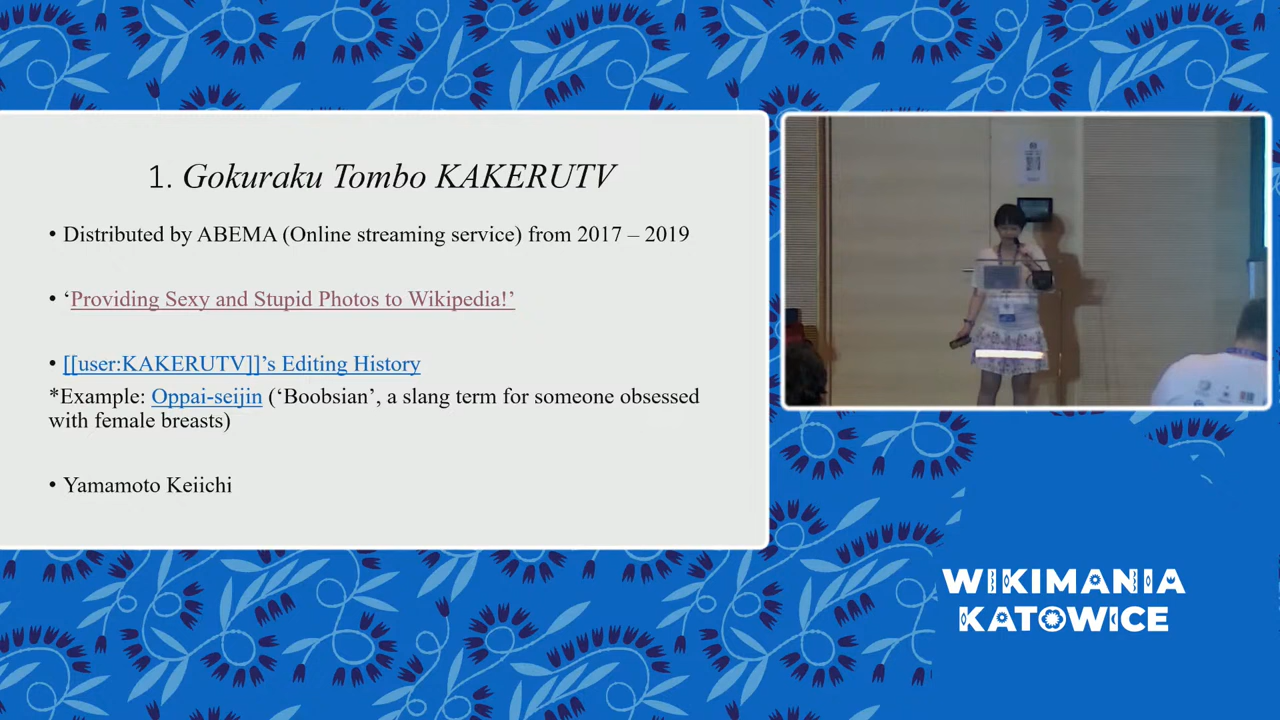 1. Gokuraku Tombo KAKERUTV
• Distributed by ABEMA (Online streaming service) from 2017 – 2019
• ‘Providing Sexy and Stupid Photos to Wikipedia!’
• [[user:KAKERUTV]]’s Editing History
*Example: Oppai-seijin (‘Boobsian’, a slang term for someone obsessed
with female breasts)
• Yamamoto Keiichi
WIKIMANIA
KATOWICE